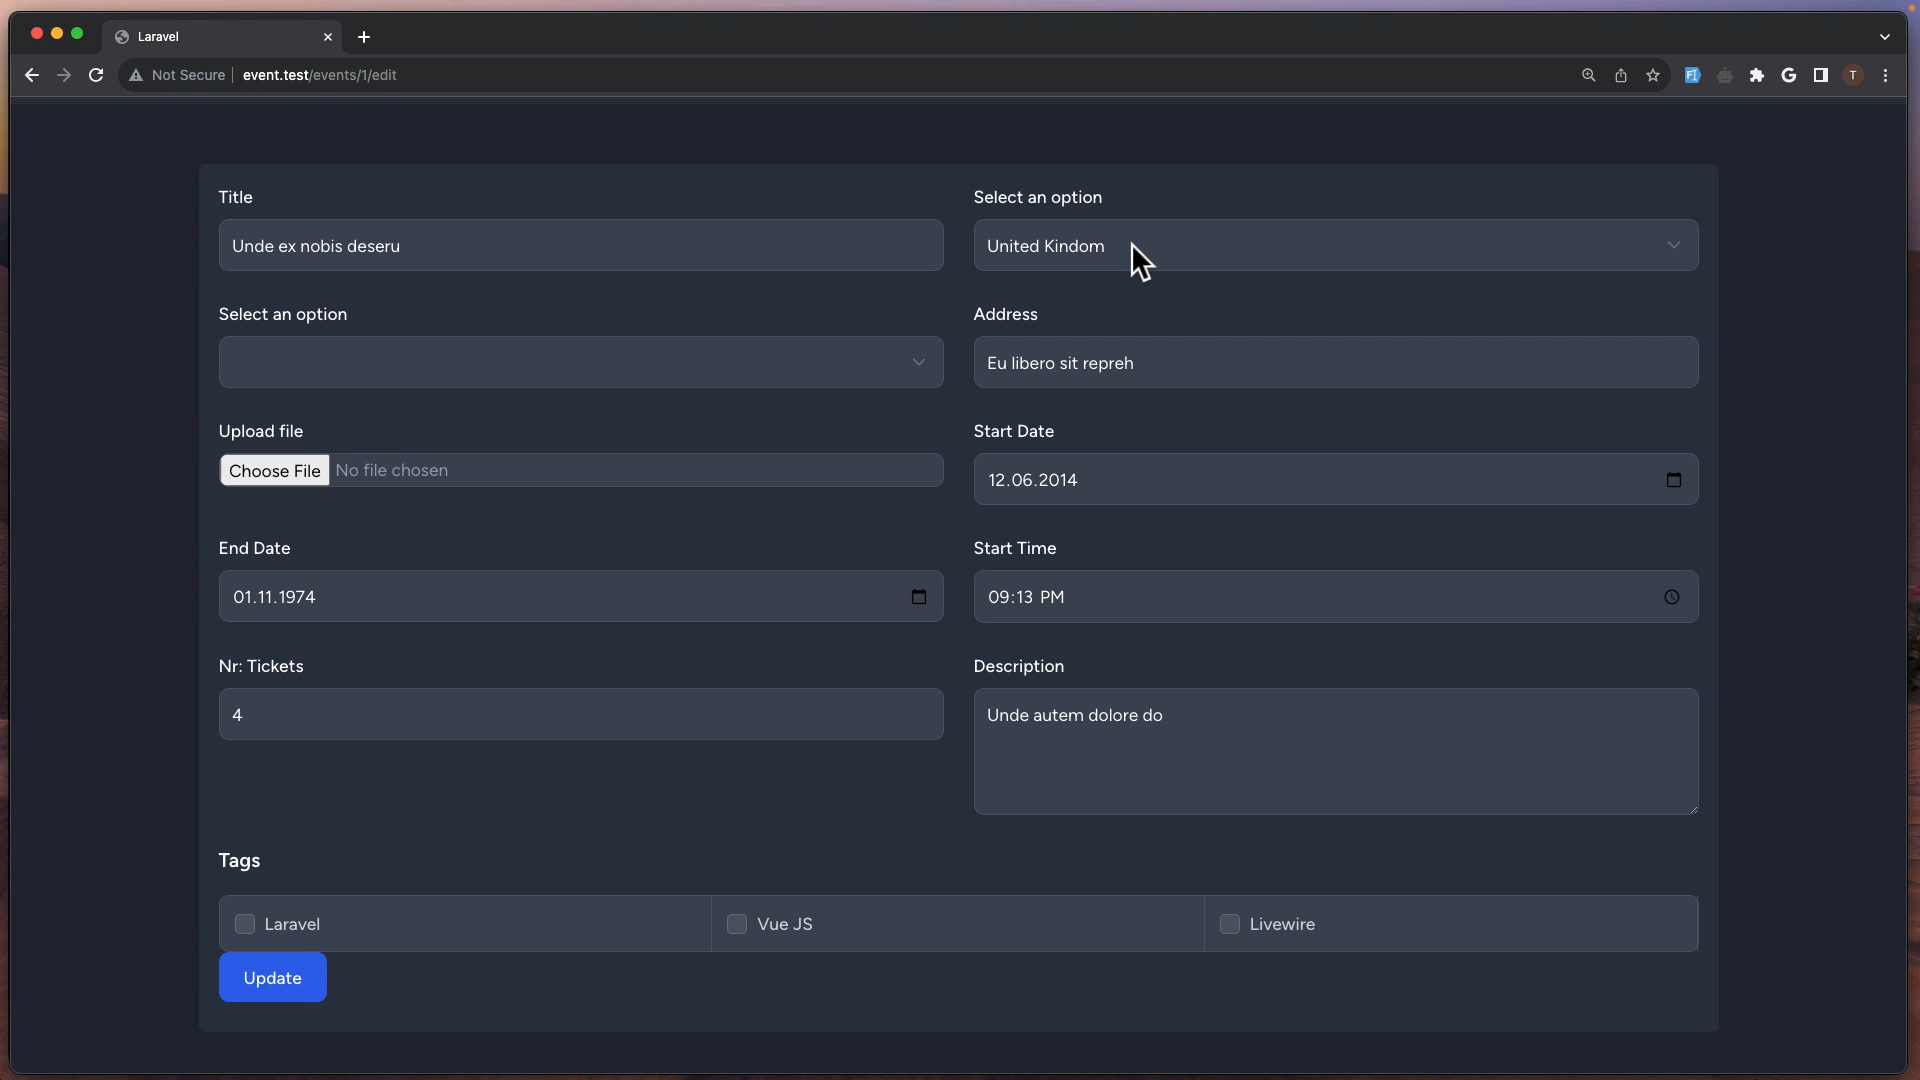 Laravel
Not Secure
event.test/events/1/edit
T
Title
Select an option
Unde ex nobis deseru
United Kindom
Select an option
Address
Eu libero sit repreh
Upload file
Start Date
Choose File No file chosen
12.06.2014
End Date
Start Time
01.11.1974
09:13 PM
Nr: Tickets
Description
4
Unde autem dolore do
Tags
Laravel
Vue JS
Livewire
Update